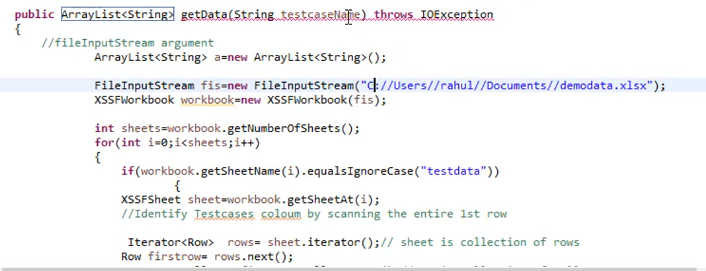 public ArrayList<String> getData(String testcaseName) throws IOException
{
//fileInputStream argument
ArrayList<String> a=new ArrayList<String>();
FileInputStream fis=new FileInputStream("C://Users//rahul//Documents//demodata.xlsx");
XSSFWorkbook workbook=new XSSFWorkbook(fis);
int sheets=workbook.getNumberOfSheets();
for(int i=0;i<sheets;i++)
{
if(workbook.getSheetName(i).equalsIgnoreCase("testdata"))
{
XSSFSheet sheet=workbook.getSheetAt(i);
//Identify Testcases coloum by scanning the entire 1st row
Iterator<Row> rows= sheet.iterator();// sheet is collection of rows
Row firstrow= rows.next();